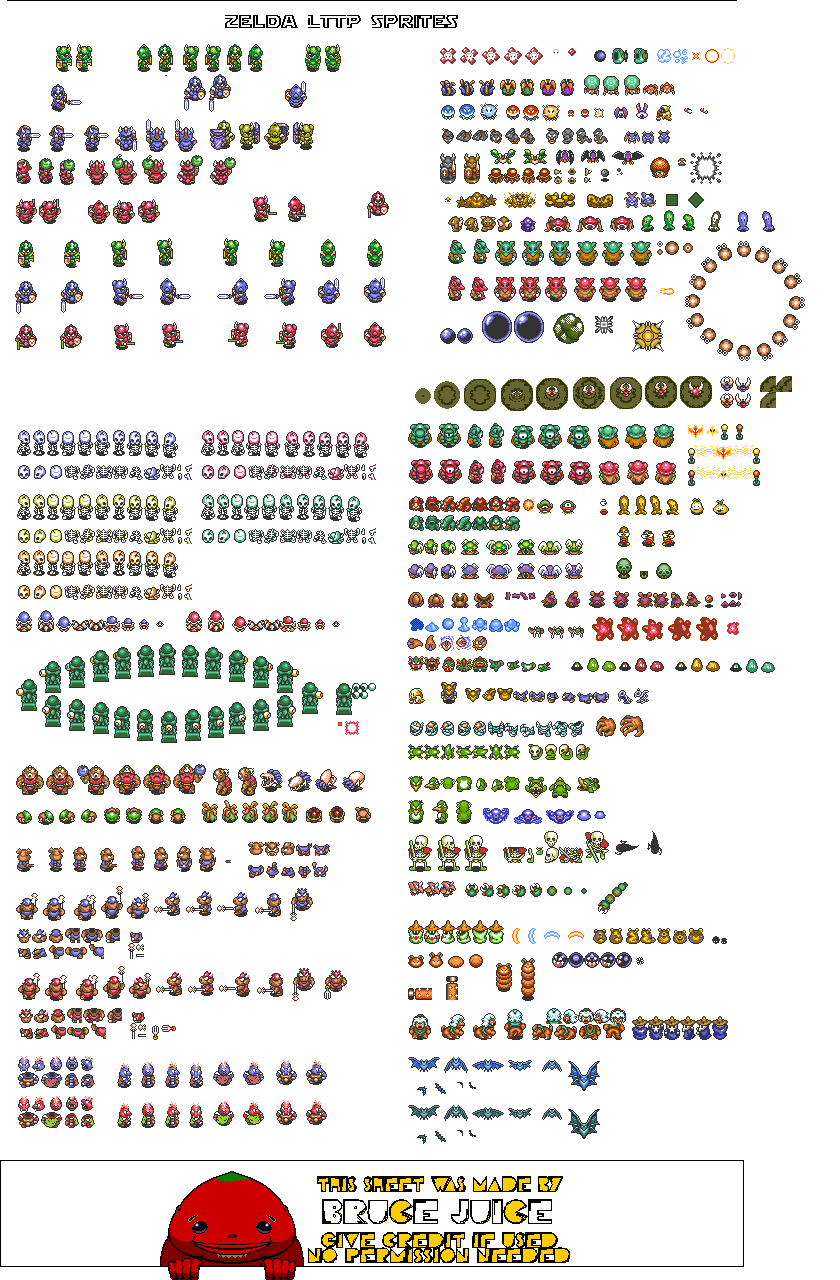 ZELDA LTTP SPRITES
THIS SHEET WAS MADE BY
BRUCE JUICE
GIVE CREDIT IF USED
NO PERMISSION NEEDED